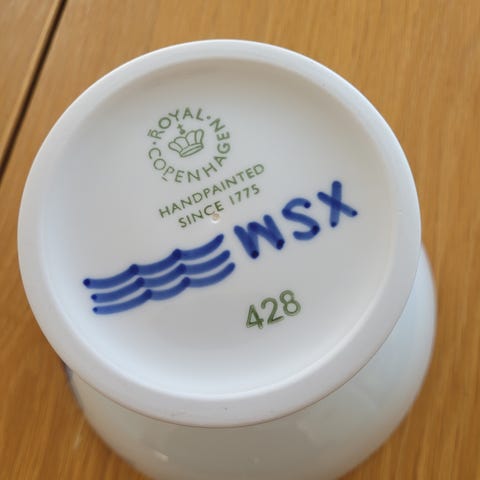 ROYAL
COPENHAGEN
HANDPAINTED
SINCE 1775
WSX
428